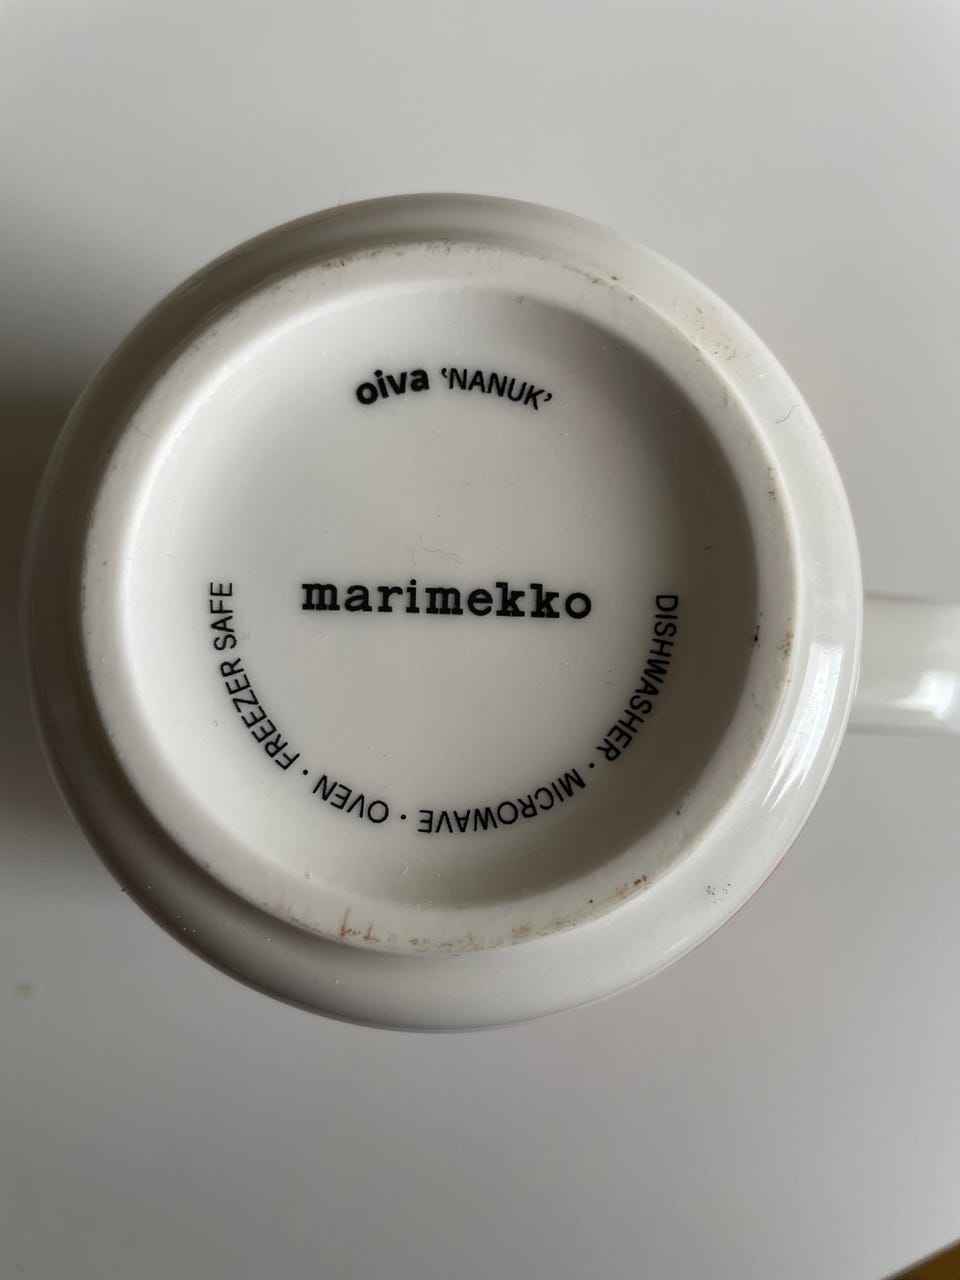 oiva ‘NANUK’
marimekko
DISHWASHER · MICROWAVE · OVEN · FREEZER SAFE